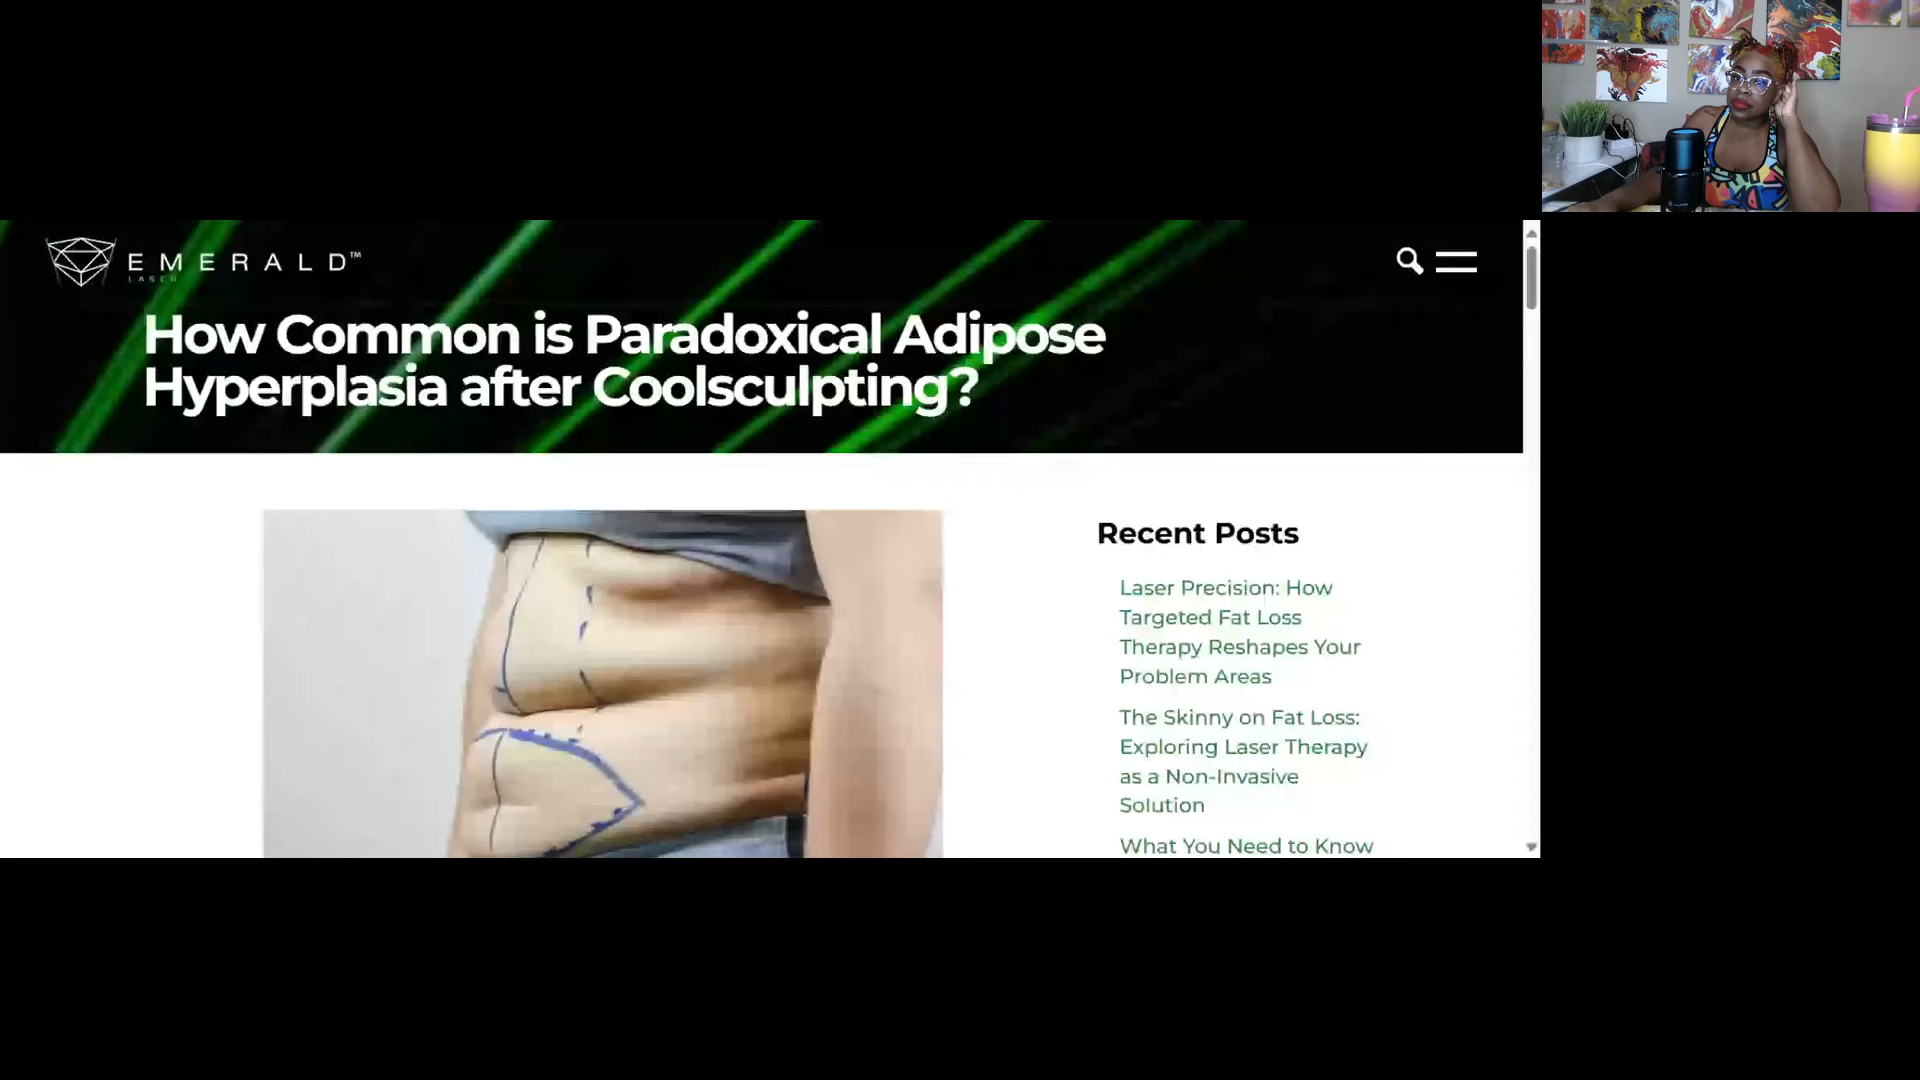 EMERALD™
LASER
How Common is Paradoxical Adipose
Hyperplasia after Coolsculpting?
Recent Posts
Laser Precision: How
Targeted Fat Loss
Therapy Reshapes Your
Problem Areas
The Skinny on Fat Loss:
Exploring Laser Therapy
as a Non-Invasive
Solution
What You Need to Know